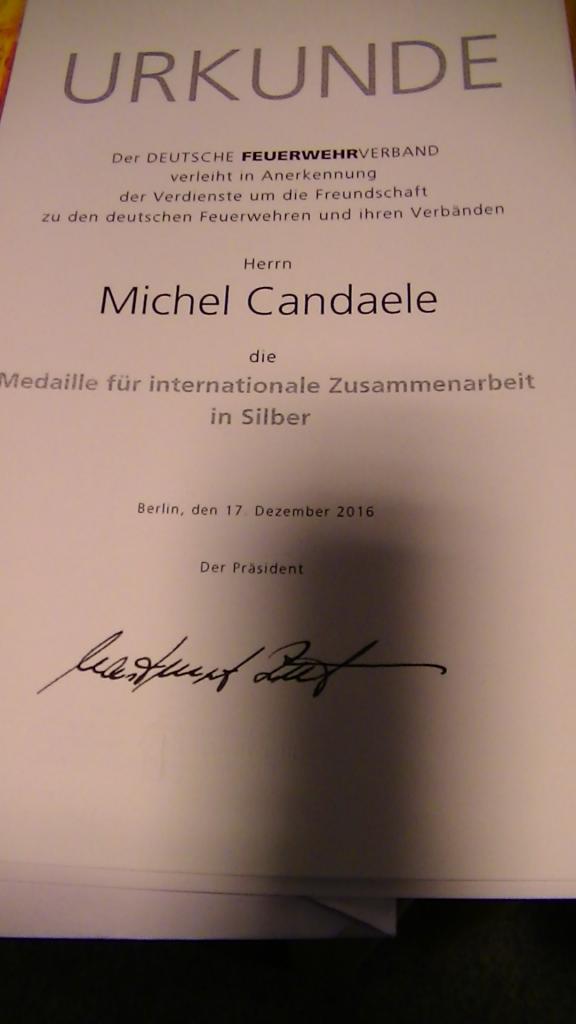 URKUNDE
Der DEUTSCHE FEUERWEHRVERBAND
verleiht in Anerkennung
der Verdienste um die Freundschaft
zu den deutschen Feuerwehren und ihren Verbänden
Herrn
Michel Candaele
die
Medaille für internationale Zusammenarbeit
in Silber
Berlin, den 17. Dezember 2016
Der Präsident